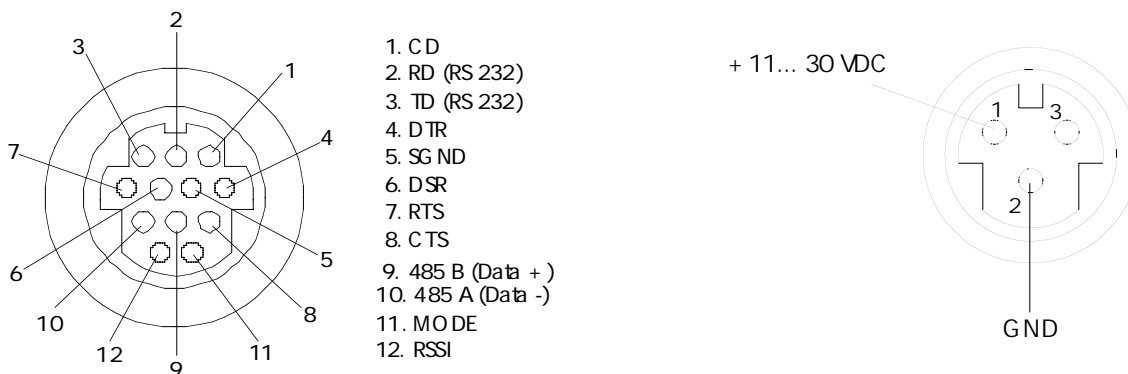 2
3
1
4
7
5
6
8
10
12
11
9
1. CD
2. RD (RS 232)
3. TD (RS 232)
4. DTR
5. SGND
6. DSR
7. RTS
8. CTS
9. 485 B (Data +)
10. 485 A (Data -)
11. MODE
12. RSSI
+ 11... 30 VDC
1
3
2
GND